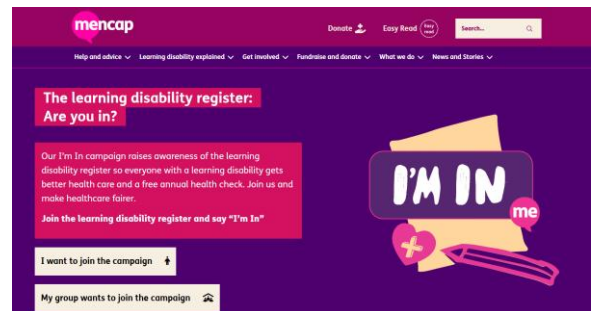 mencap
Donate
Easy Read
Easy
read
Search...
Help and advice
Learning disability explained
Get involved
Fundraise and donate
What we do
News and Stories
The learning disability register:
Are you in?
Our I'm In campaign raises awareness of the learning
disability register so everyone with a learning disability gets
better health care and a free annual health check. Join us and
make healthcare fairer.
Join the learning disability register and say "I'm In"
I'M IN
me
I want to join the campaign
My group wants to join the campaign